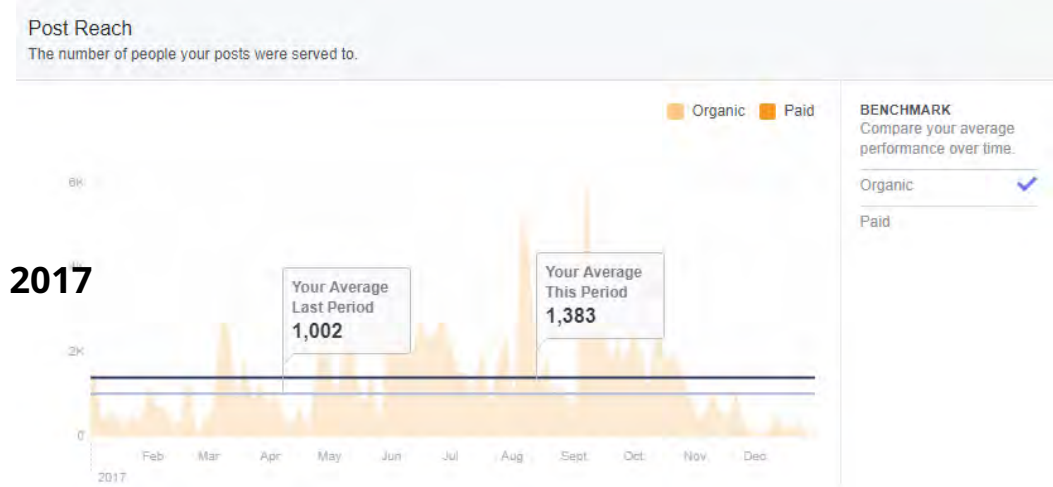 Post Reach
The number of people your posts were served to.
Organic Paid
BENCHMARK
Compare your average
performance over time.
Organic
Paid
6K
2017
Your Average
Last Period
1,002
Your Average
This Period
1,383
2K
0
Feb Mar Apr May Jun Jul Aug Sept Oct Nov Dec
2017